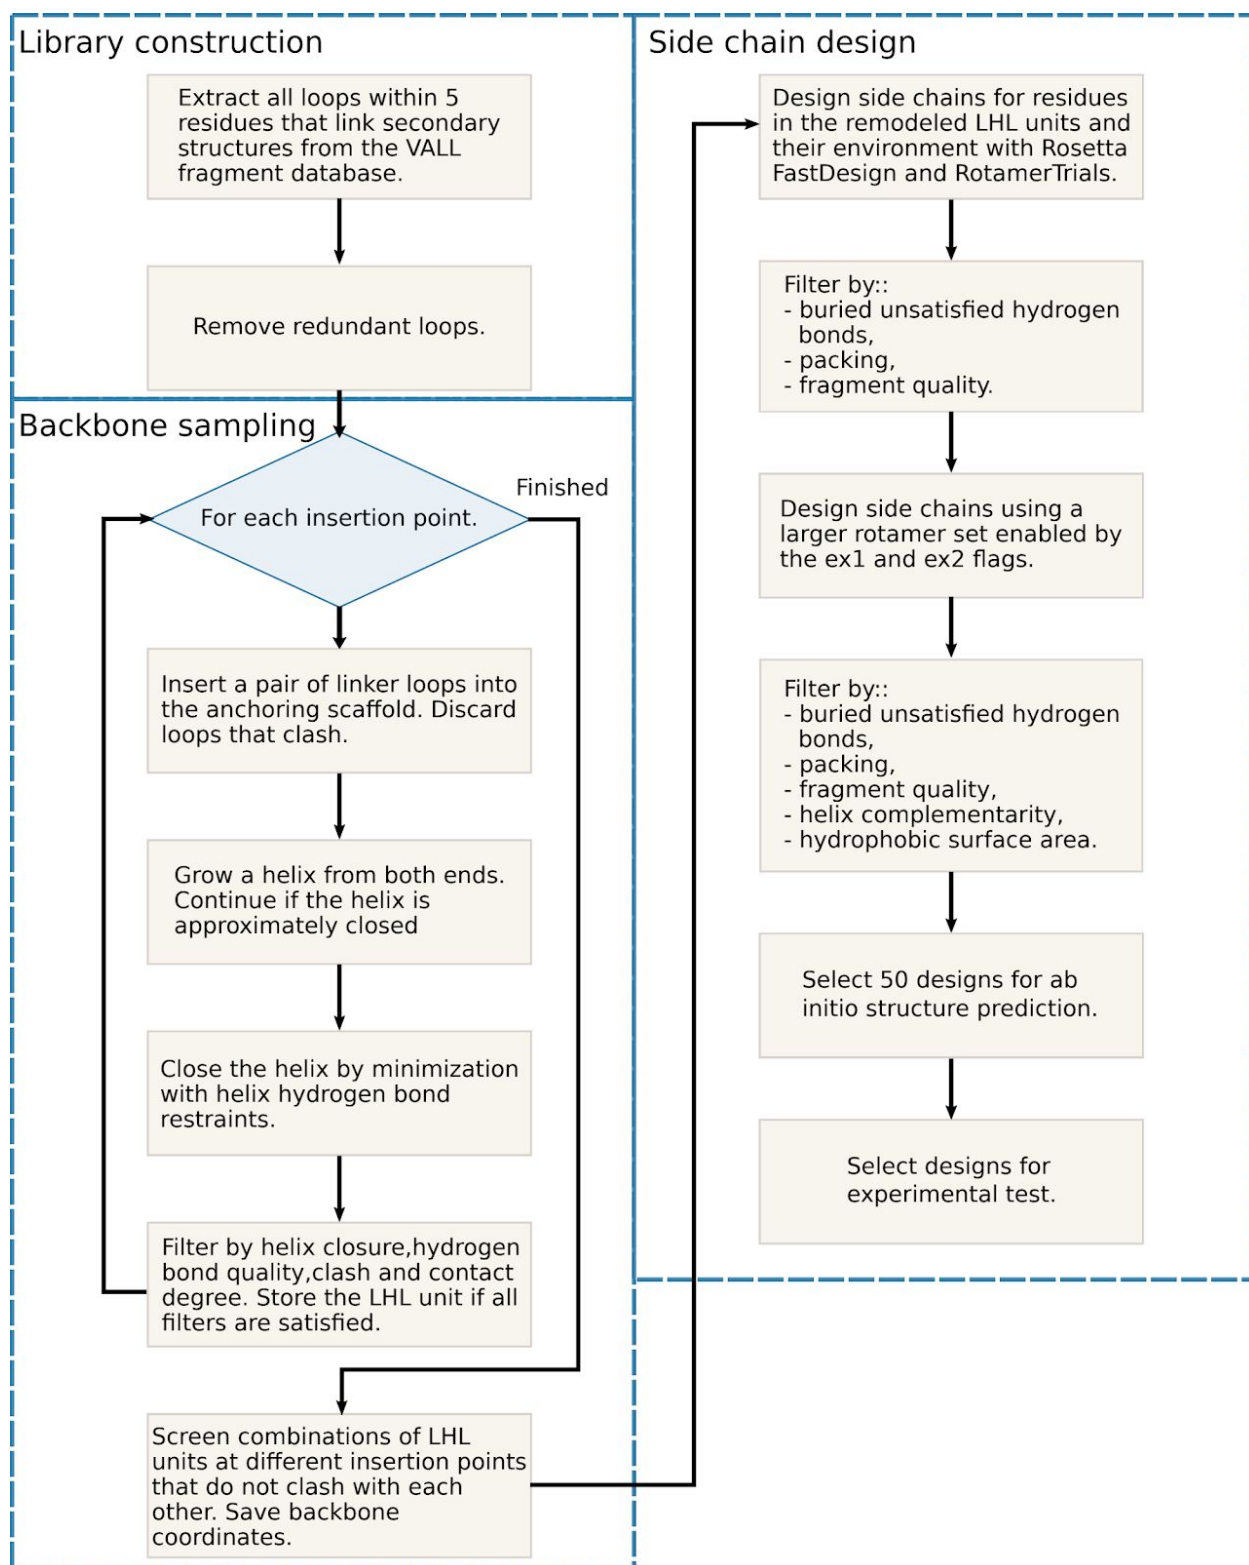 Library construction
Extract all loops within 5
residues that link secondary
structures from the VALL
fragment database.
Remove redundant loops.
Backbone sampling
Finished
For each insertion point.
Insert a pair of linker loops into
the anchoring scaffold. Discard
loops that clash.
Grow a helix from both ends.
Continue if the helix is
approximately closed
Close the helix by minimization
with helix hydrogen bond
restraints.
Filter by helix closure,hydrogen
bond quality,clash and contact
degree. Store the LHL unit if all
filters are satisfied.
Screen combinations of LHL
units at different insertion points
that do not clash with each
other. Save backbone
coordinates.
Side chain design
Design side chains for residues
in the remodeled LHL units and
their environment with Rosetta
FastDesign and RotamerTrials.
Filter by::
- buried unsatisfied hydrogen
bonds,
- packing,
- fragment quality.
Design side chains using a
larger rotamer set enabled by
the ex1 and ex2 flags.
Filter by::
- buried unsatisfied hydrogen
bonds,
- packing,
- fragment quality,
- helix complementarity,
- hydrophobic surface area.
Select 50 designs for ab
initio structure prediction.
Select designs for
experimental test.